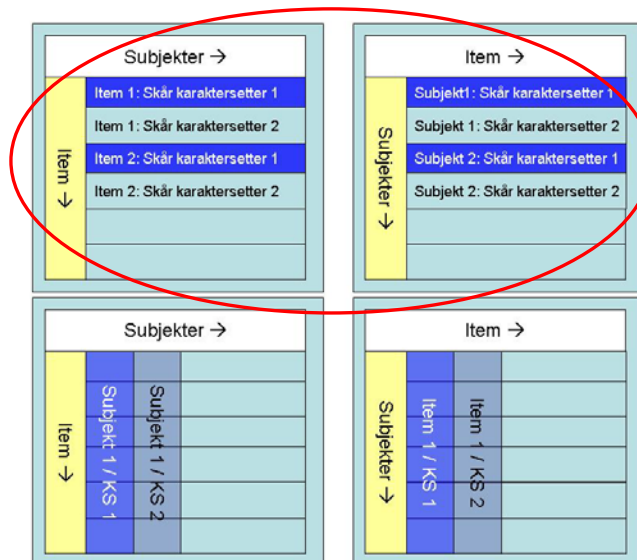 Subjekter →
Item →
Item 1: Skår karaktersetter 1
Item 1: Skår karaktersetter 2
Item 2: Skår karaktersetter 1
Item 2: Skår karaktersetter 2
Item →
Subjekter →
Subjekt1: Skår karaktersetter 1
Subjekt 1: Skår karaktersetter 2
Subjekt 2: Skår karaktersetter 1
Subjekt 2: Skår karaktersetter 2
Subjekter →
Item →
Subjekt 1 / KS 1
Subjekt 1 / KS 2
Item →
Subjekter →
Item 1 / KS 1
Item 1 / KS 2